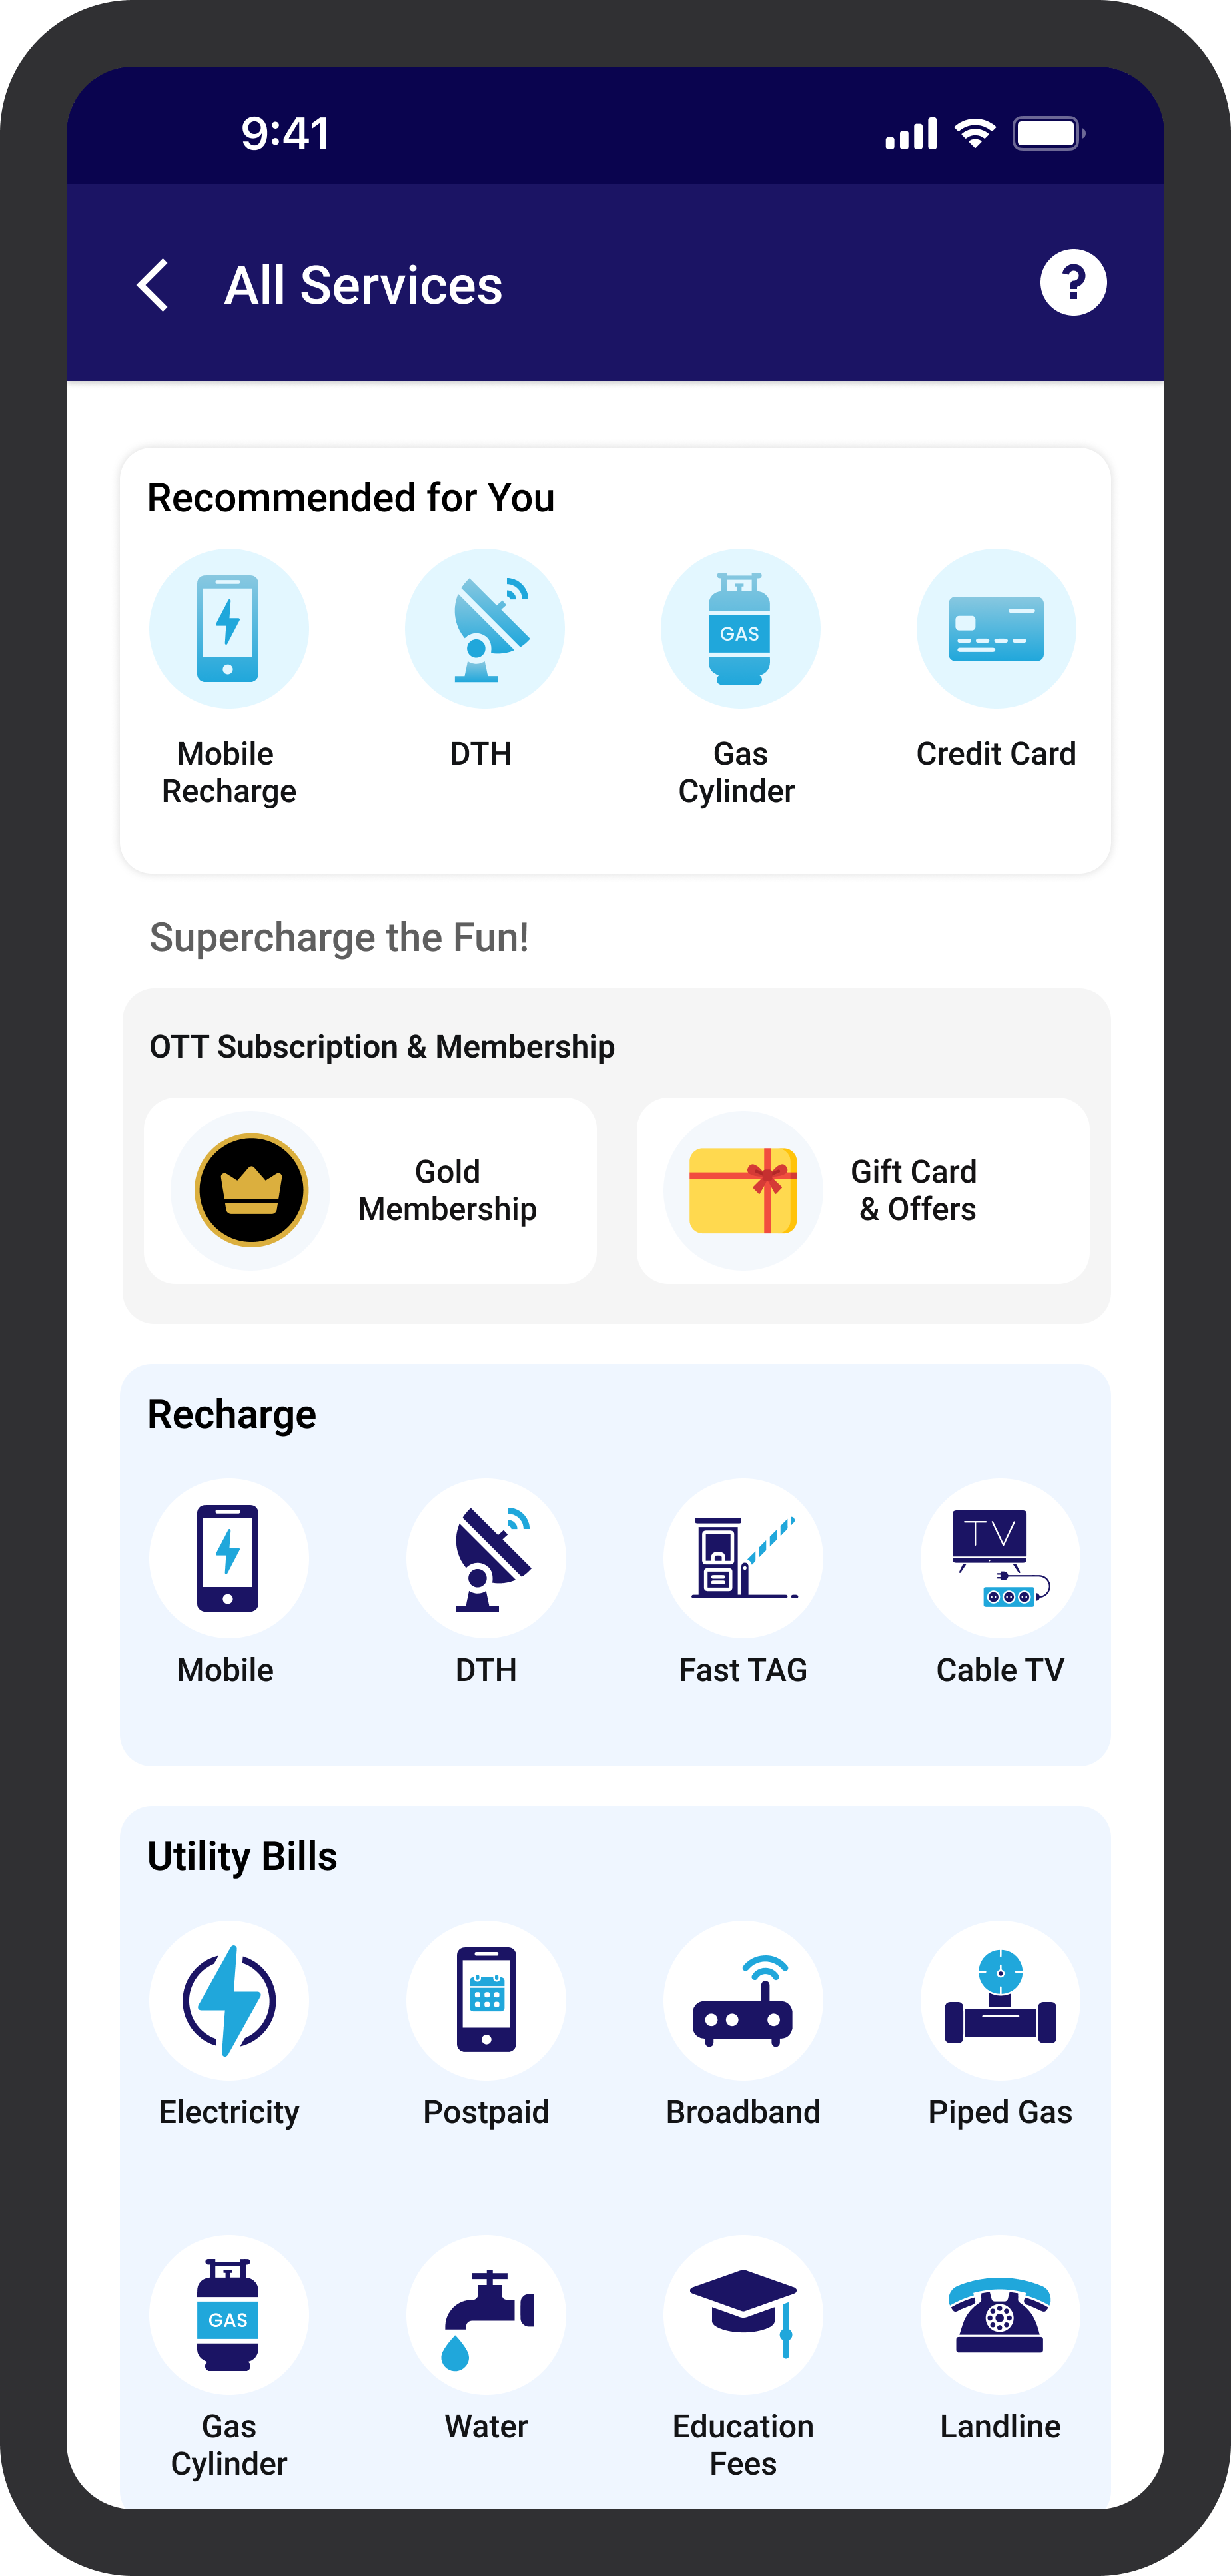 9:41
All Services
?
Recommended for You
GAS
Mobile
Recharge
DTH
Gas
Cylinder
Credit Card
Supercharge the Fun!
OTT Subscription & Membership
Gold
Membership
Gift Card
& Offers
Recharge
TV
Mobile
DTH
Fast TAG
Cable TV
Utility Bills
Electricity
Postpaid
Broadband
Piped Gas
GAS
Gas
Cylinder
Water
Education
Fees
Landline